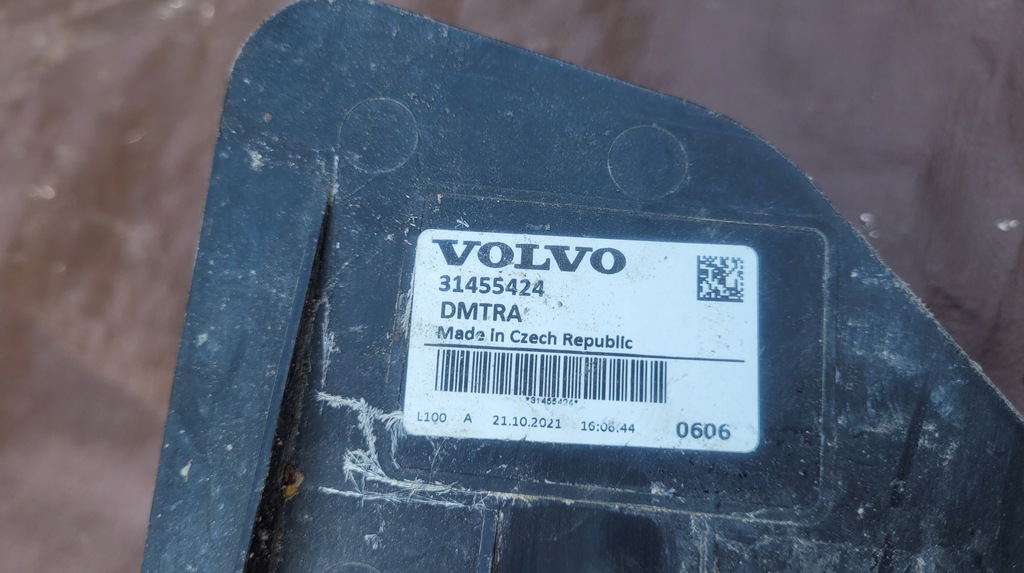 VOLVO
31455424
DMTRA
Made in Czech Republic
*31455424*
L100 A 21.10.2021 16:06:44 0606